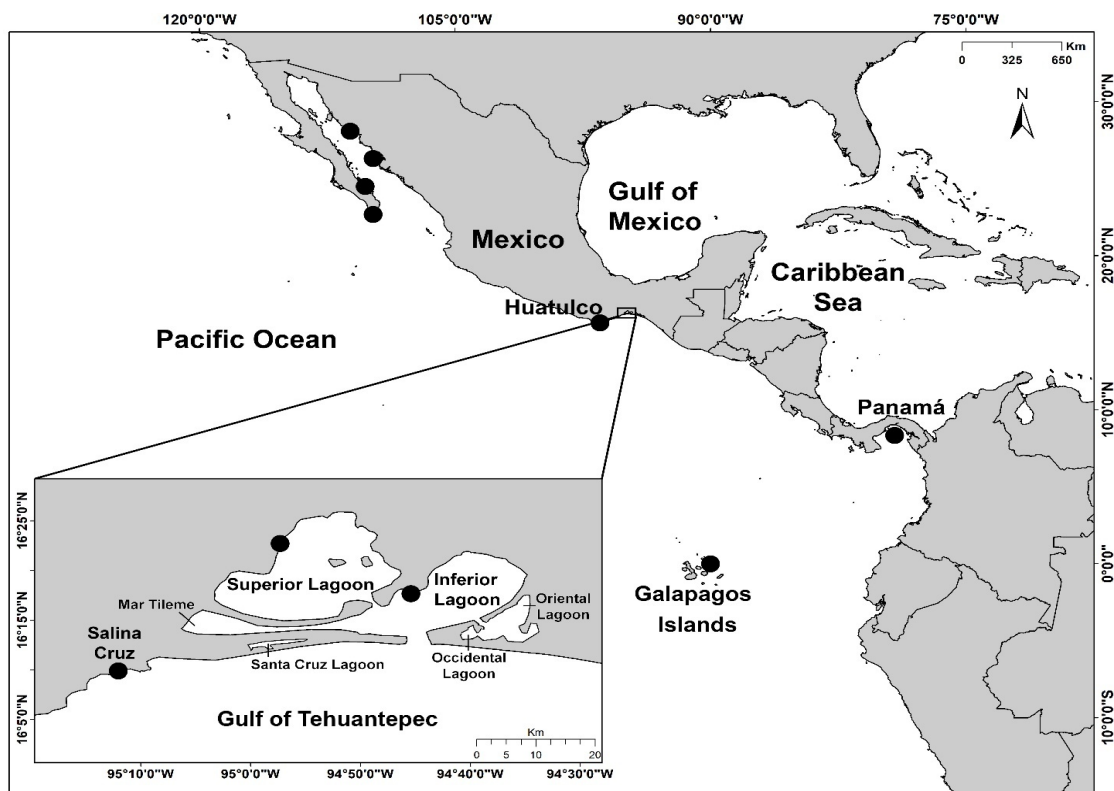 120°0'0"W
105°0'0"W
90°0'0"W
75°0'0"W
Km
0 325 650
N
30°0'0"N
Gulf of
Mexico
Mexico
20°0'0"N
Caribbean
Sea
Huatulco
Pacific Ocean
Panamá
10°0'0"N
16°25'0"N
0°0'0"
Superior Lagoon
Inferior
Lagoon
Galapagos
Islands
Mar Tileme
Oriental
Lagoon
16°15'0"N
Salina
Cruz
Santa Cruz Lagoon
Occidental
Lagoon
16°5'0"N
Gulf of Tehuantepec
10°0'0"S
Km
0 5 10 20
95°10'0"W
95°0'0"W
94°50'0"W
94°40'0"W
94°30'0"W